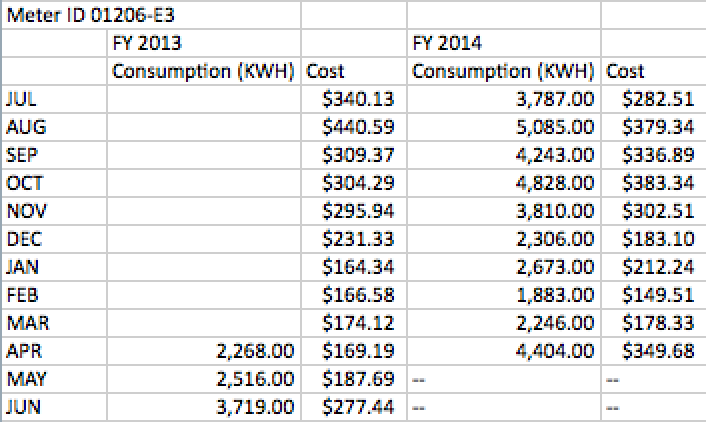 Meter ID 01206-E3
FY 2013 FY 2014
Consumption (KWH) Cost Consumption (KWH) Cost
JUL $340.13 3,787.00 $282.51
AUG $440.59 5,085.00 $379.34
SEP $309.37 4,243.00 $336.89
OCT $304.29 4,828.00 $383.34
NOV $295.94 3,810.00 $302.51
DEC $231.33 2,306.00 $183.10
JAN $164.34 2,673.00 $212.24
FEB $166.58 1,883.00 $149.51
MAR $174.12 2,246.00 $178.33
APR 2,268.00 $169.19 4,404.00 $349.68
MAY 2,516.00 $187.69 -- --
JUN 3,719.00 $277.44 -- --